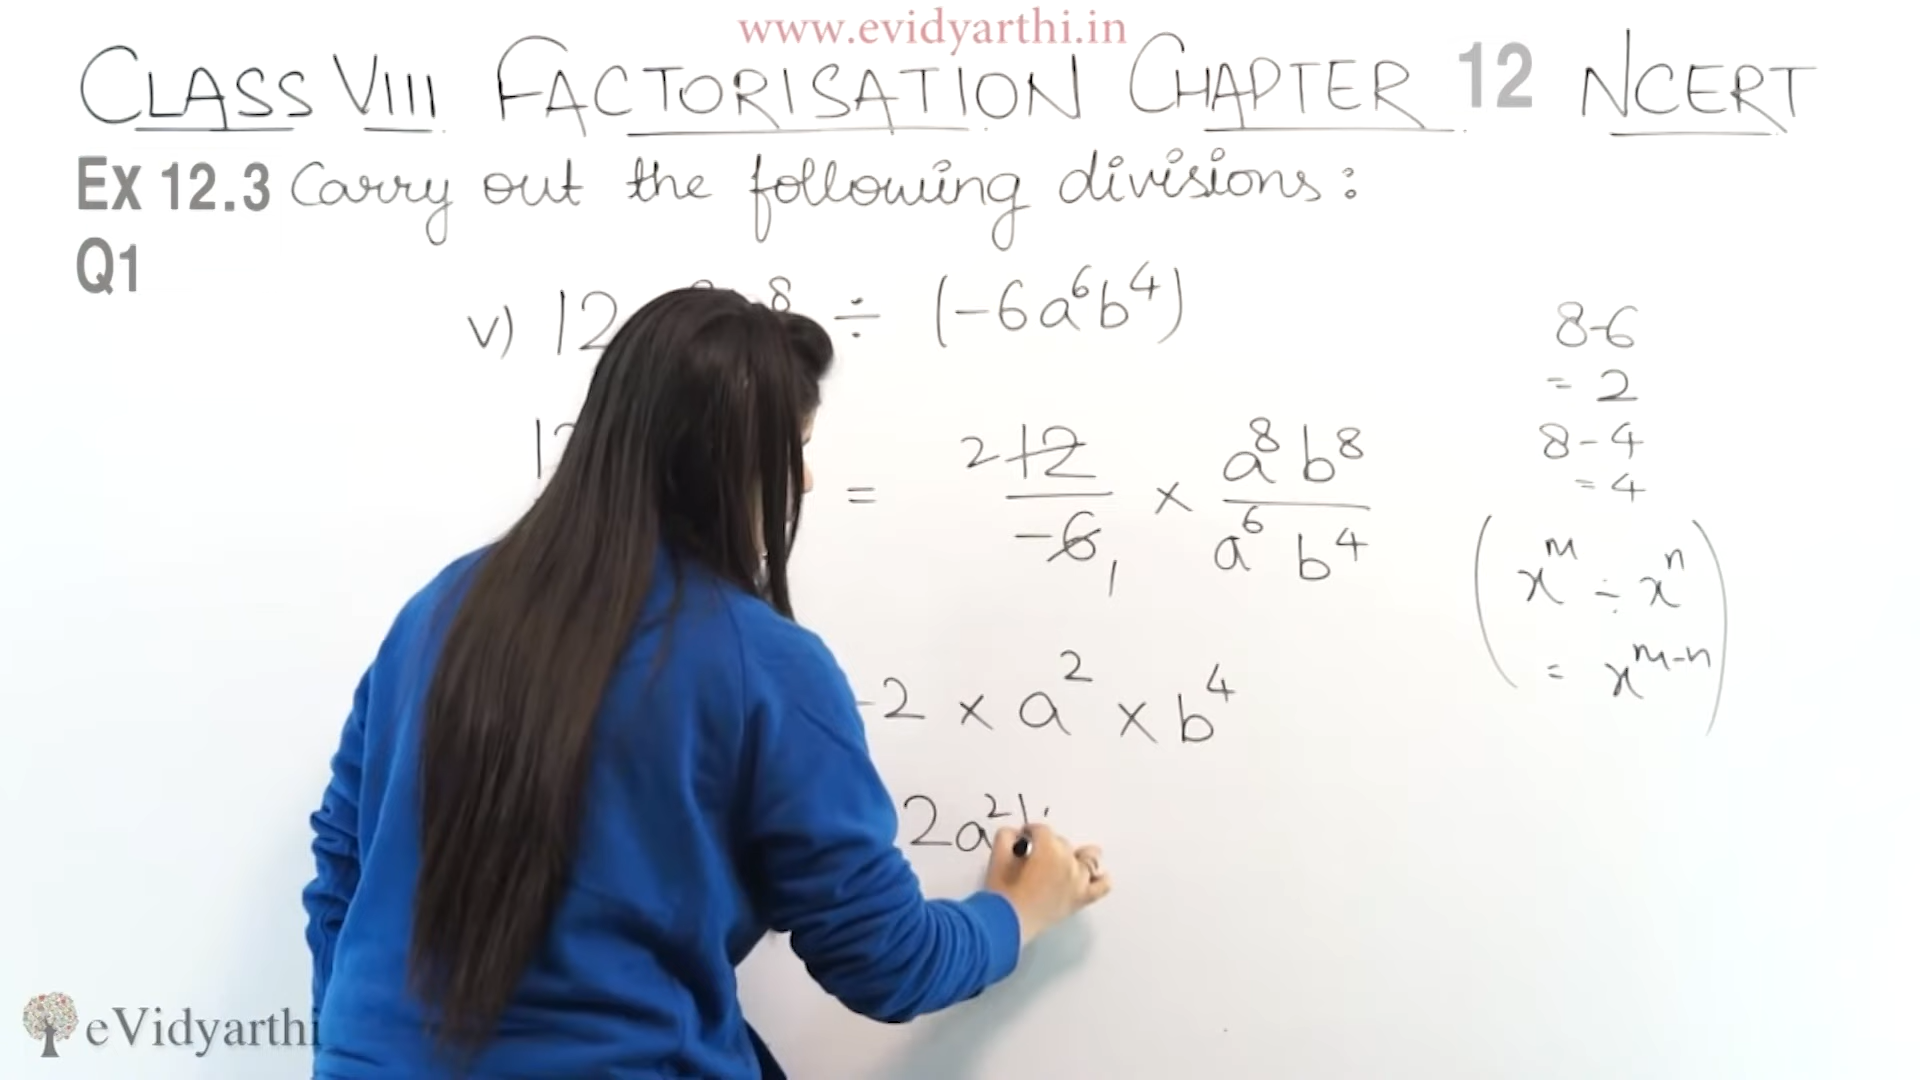 www.evidyarthi.in
CLASS VIII FACTORISATION CHAPTER 12 NCERT
Ex 12.3 Carry out the following divisions:
Q1
v) 12 8 ÷ (-6a⁶b⁴)
= 2 12 / -6 1 × a⁸ b⁸ / a⁶ b⁴
-2 × a² × b⁴
2a²
8-6
= 2
8-4
= 4
(xᵐ ÷ xⁿ
= xᵐ⁻ⁿ)
eVidyarthi